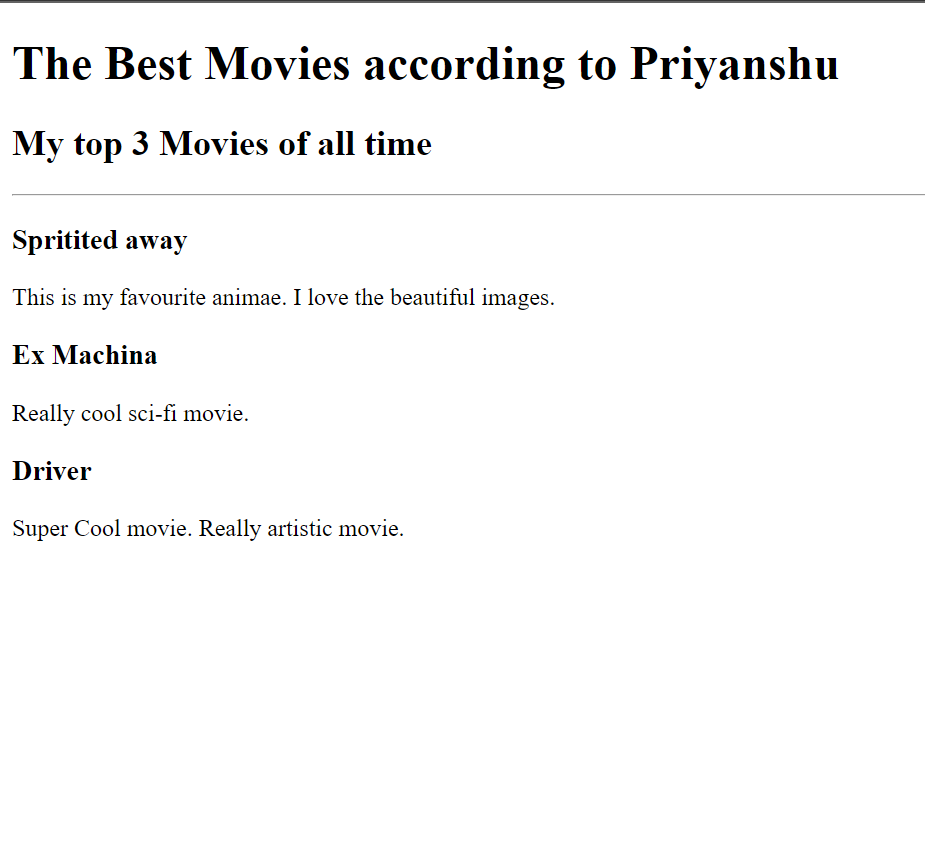 The Best Movies according to Priyanshu
My top 3 Movies of all time
Spritited away
This is my favourite animae. I love the beautiful images.
Ex Machina
Really cool sci-fi movie.
Driver
Super Cool movie. Really artistic movie.